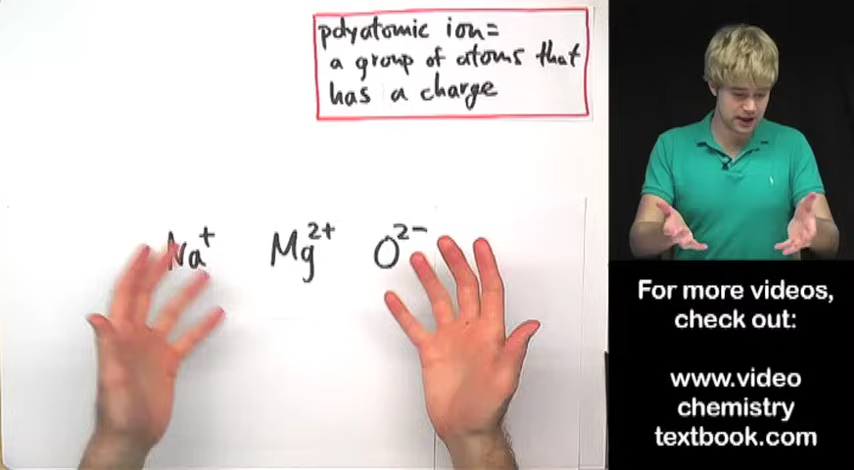 polyatomic ion=
a group of atoms that
has a charge
Na⁺ Mg²⁺ O²⁻
For more videos,
check out:
www.video
chemistry
textbook.com